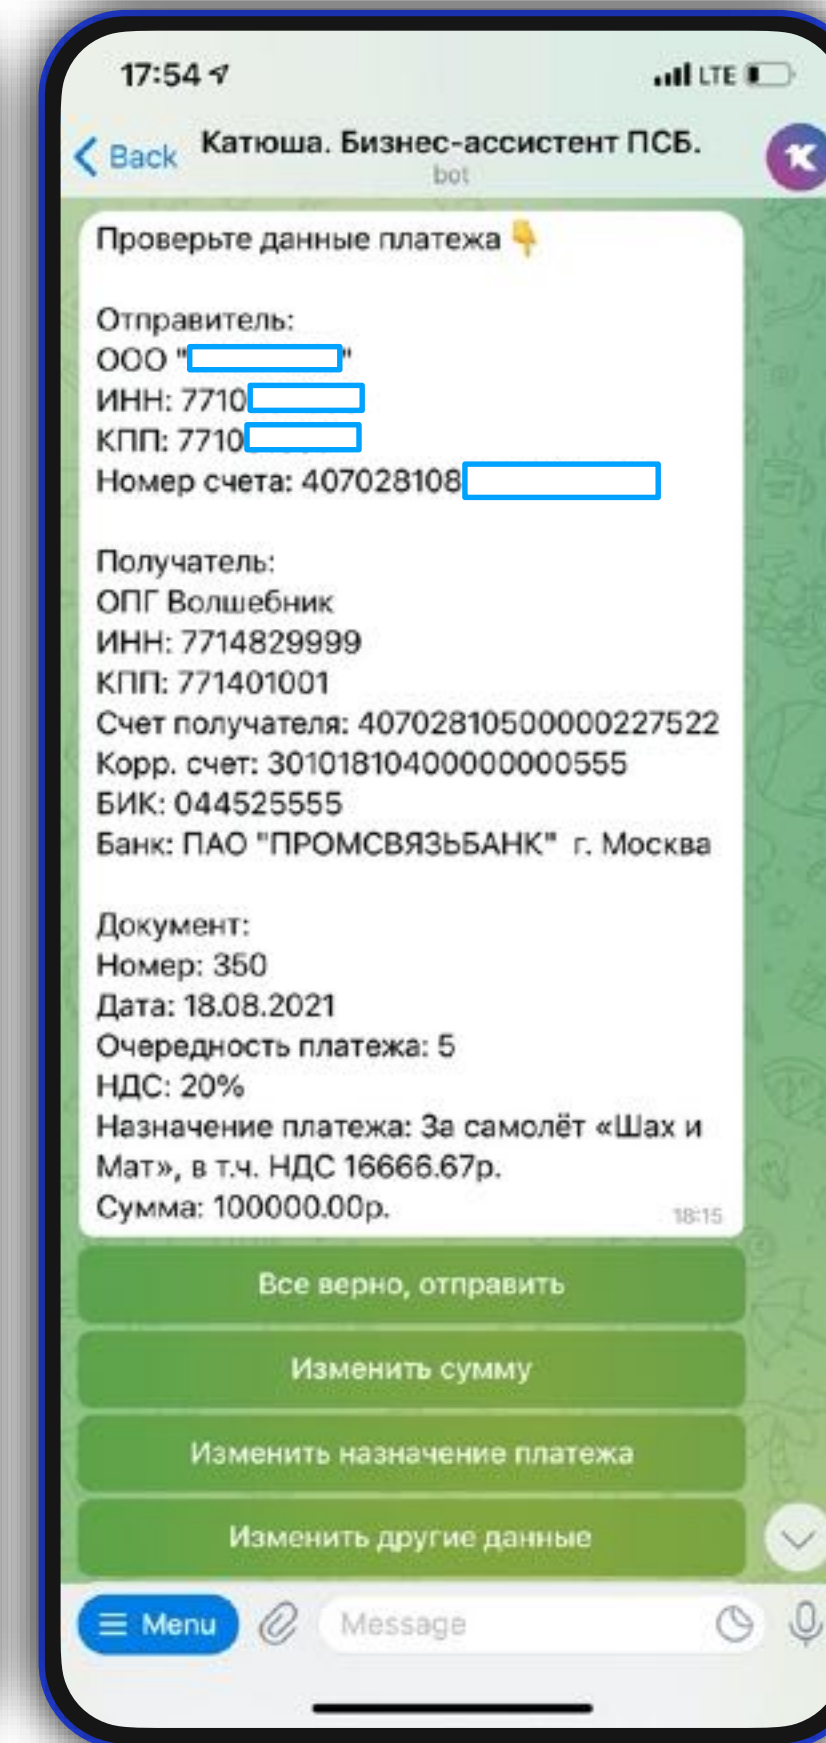 17:54
LTE
Back
Катюша. Бизнес-ассистент ПСБ.
bot
Проверьте данные платежа 👇
Отправитель:
ООО " "
ИНН: 7710
КПП: 7710
Номер счета: 407028108
Получатель:
ОПГ Волшебник
ИНН: 7714829999
КПП: 771401001
Счет получателя: 40702810500000227522
Корр. счет: 30101810400000000555
БИК: 044525555
Банк: ПАО "ПРОМСВЯЗЬБАНК" г. Москва
Документ:
Номер: 350
Дата: 18.08.2021
Очередность платежа: 5
НДС: 20%
Назначение платежа: За самолёт «Шах и
Мат», в т.ч. НДС 16666.67р.
Сумма: 100000.00р.
18:15
Все верно, отправить
Изменить сумму
Изменить назначение платежа
Изменить другие данные
Menu
Message